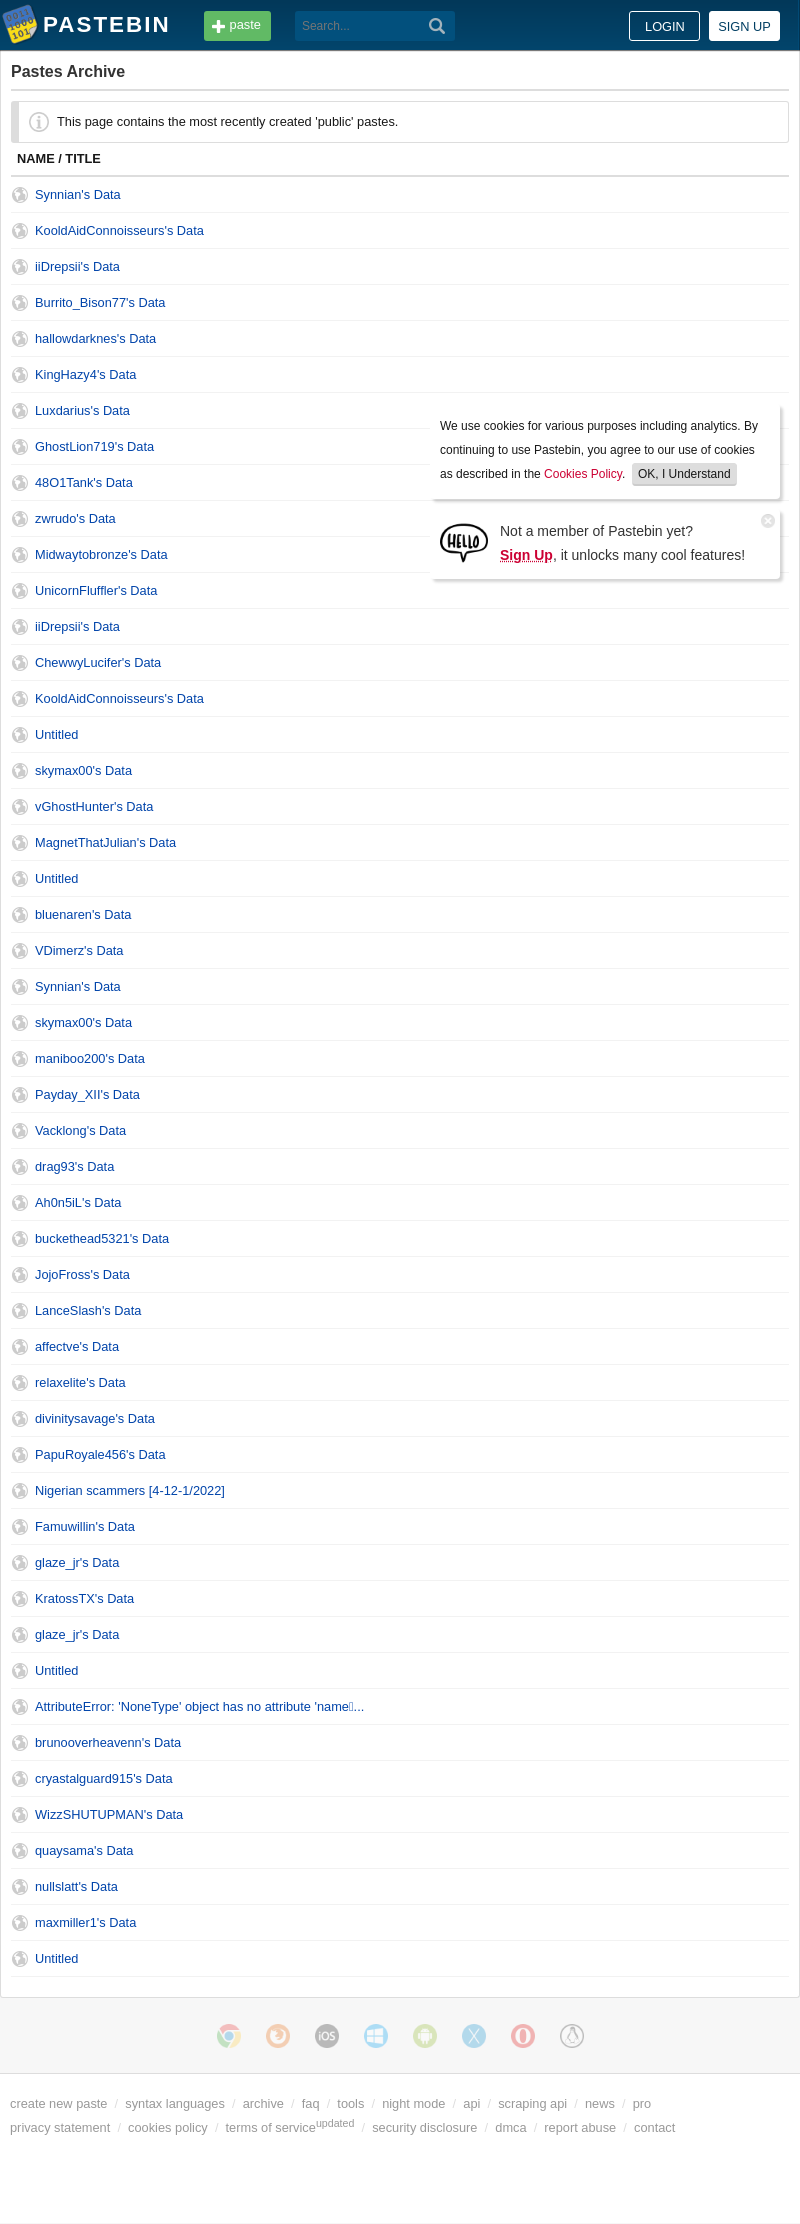 PASTEBIN
paste
Search...
LOGIN
SIGN UP
Pastes Archive
This page contains the most recently created 'public' pastes.
NAME / TITLE
Synnian's Data
KooldAidConnoisseurs's Data
iiDrepsii's Data
Burrito_Bison77's Data
hallowdarknes's Data
KingHazy4's Data
Luxdarius's Data
GhostLion719's Data
48O1Tank's Data
zwrudo's Data
Midwaytobronze's Data
UnicornFluffler's Data
iiDrepsii's Data
ChewwyLucifer's Data
KooldAidConnoisseurs's Data
Untitled
skymax00's Data
vGhostHunter's Data
MagnetThatJulian's Data
Untitled
bluenaren's Data
VDimerz's Data
Synnian's Data
skymax00's Data
maniboo200's Data
Payday_XII's Data
Vacklong's Data
drag93's Data
Ah0n5iL's Data
buckethead5321's Data
JojoFross's Data
LanceSlash's Data
affectve's Data
relaxelite's Data
divinitysavage's Data
PapuRoyale456's Data
Nigerian scammers [4-12-1/2022]
Famuwillin's Data
glaze_jr's Data
KratossTX's Data
glaze_jr's Data
Untitled
AttributeError: 'NoneType' object has no attribute 'name...
brunooverheavenn's Data
cryastalguard915's Data
WizzSHUTUPMAN's Data
quaysama's Data
nullslatt's Data
maxmiller1's Data
Untitled
We use cookies for various purposes including analytics. By
continuing to use Pastebin, you agree to our use of cookies
as described in the Cookies Policy. OK, I Understand
HELLO
Not a member of Pastebin yet?
Sign Up, it unlocks many cool features!
iOS
create new paste / syntax languages / archive / faq / tools / night mode / api / scraping api / news / pro
privacy statement / cookies policy / terms of service updated / security disclosure / dmca / report abuse / contact